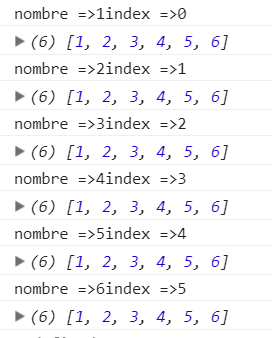 nombre =>1index =>0
▶ (6) [1, 2, 3, 4, 5, 6]
nombre =>2index =>1
▶ (6) [1, 2, 3, 4, 5, 6]
nombre =>3index =>2
▶ (6) [1, 2, 3, 4, 5, 6]
nombre =>4index =>3
▶ (6) [1, 2, 3, 4, 5, 6]
nombre =>5index =>4
▶ (6) [1, 2, 3, 4, 5, 6]
nombre =>6index =>5
▶ (6) [1, 2, 3, 4, 5, 6]